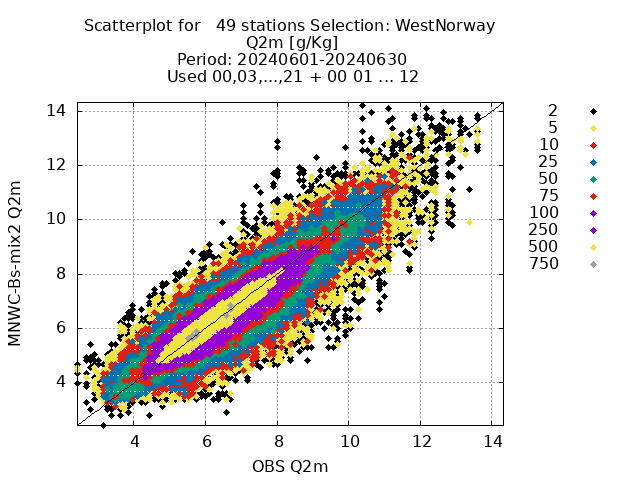 Scatterplot for   49 stations Selection: WestNorway
Q2m [g/Kg]
Period: 20240601-20240630
Used 00,03,...,21 + 00 01 ... 12
MNWC-Bs-mix2 Q2m
14
12
10
8
6
4
4 6 8 10 12 14
OBS Q2m
2
5
10
25
50
75
100
250
500
750